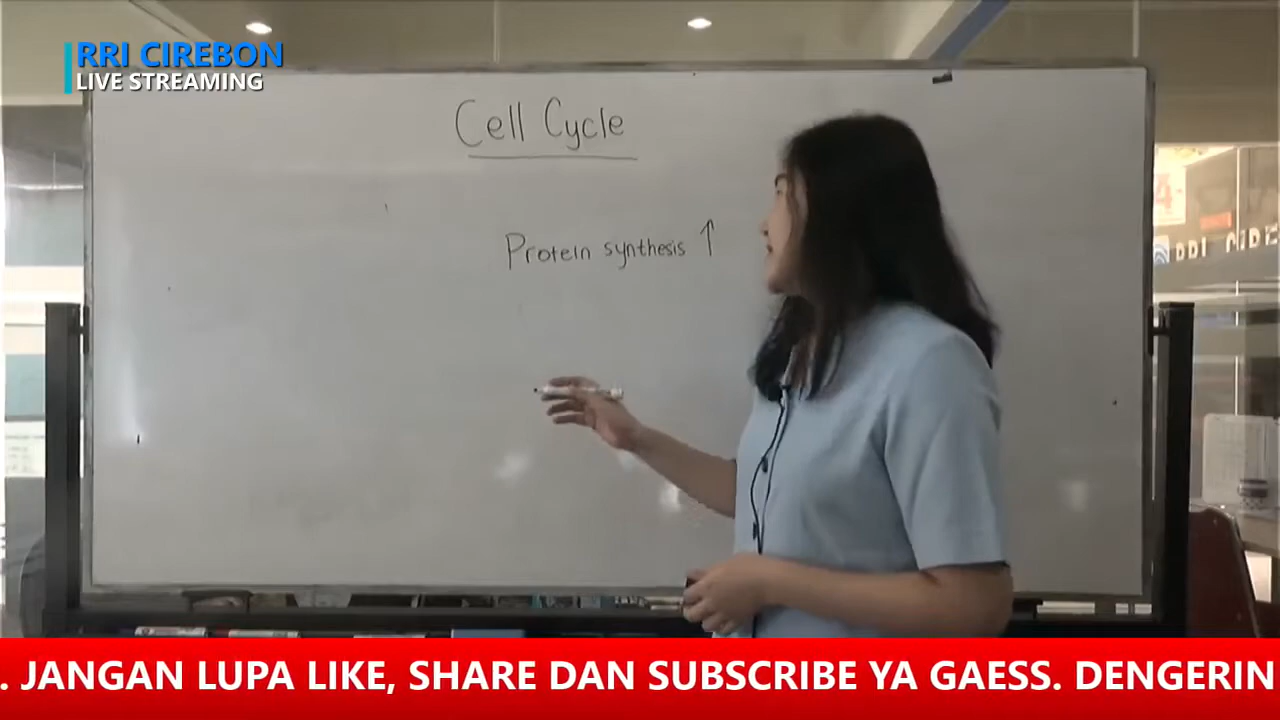 RRI CIREBON
LIVE STREAMING
Cell Cycle
Protein synthesis ↑
. JANGAN LUPA LIKE, SHARE DAN SUBSCRIBE YA GAESS. DENGERIN